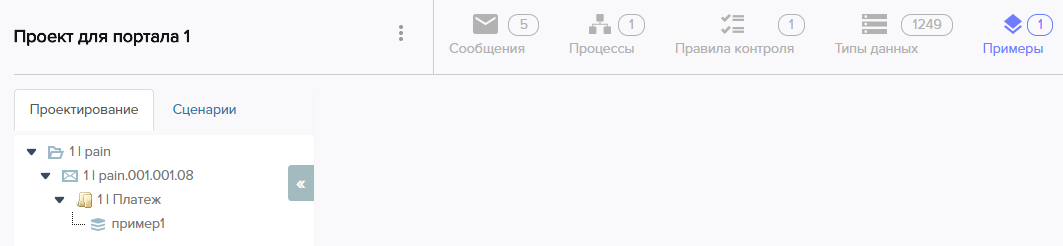 Проект для портала 1
5
Сообщения
1
Процессы
1
Правила контроля
1249
Типы данных
1
Примеры
Проектирование
Сценарии
1 | pain
1 | pain.001.001.08
1 | Платеж
пример1
«